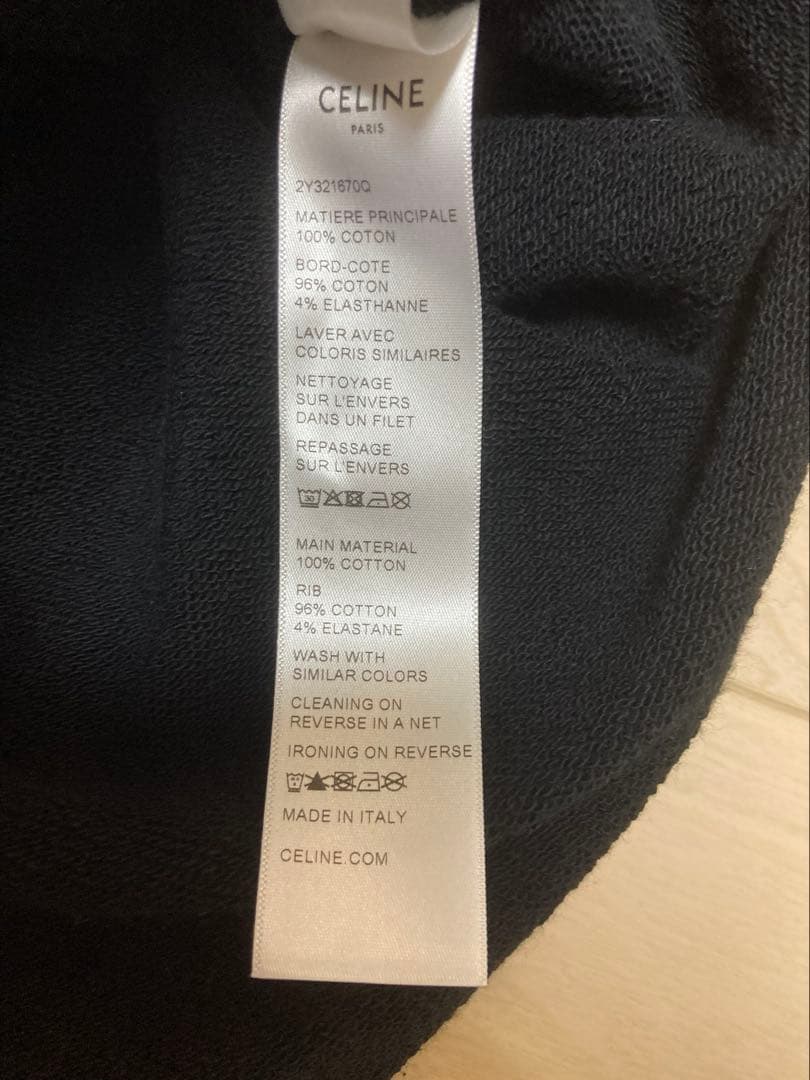 CELINE
PARIS
2Y321670Q
MATIERE PRINCIPALE
100% COTON
BORD-COTE
96% COTON
4% ELASTHANNE
LAVER AVEC
COLORIS SIMILAIRES
NETTOYAGE
SUR L'ENVERS
DANS UN FILET
REPASSAGE
SUR L'ENVERS
30
MAIN MATERIAL
100% COTTON
RIB
96% COTTON
4% ELASTANE
WASH WITH
SIMILAR COLORS
CLEANING ON
REVERSE IN A NET
IRONING ON REVERSE
MADE IN ITALY
CELINE.COM